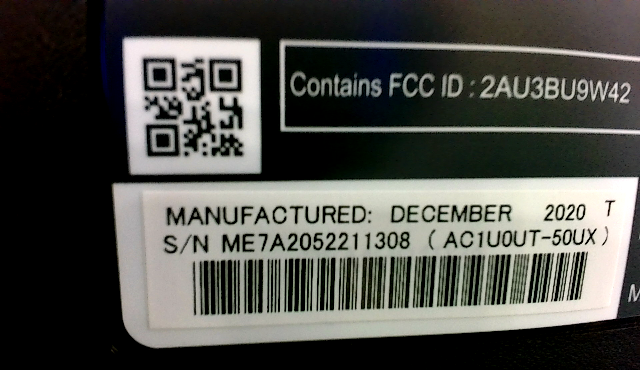 Contains FCC ID : 2AU3BU9W42
MANUFACTURED: DECEMBER 2020 T
S/N ME7A2052211308 ( AC1U0UT-50UX )